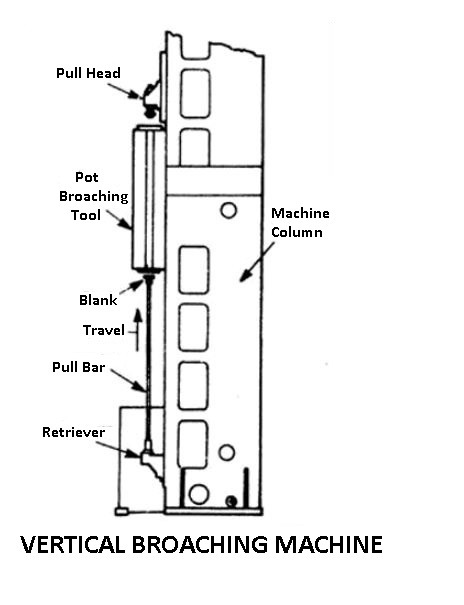 Pull Head
Pot
Broaching
Tool
Machine
Column
Blank
Travel
Pull Bar
Retriever
VERTICAL BROACHING MACHINE